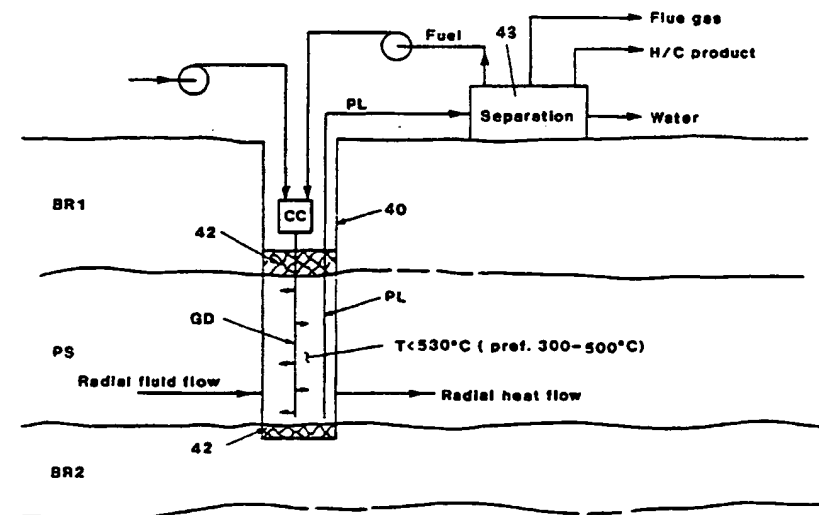 Flue gas
Fuel
43
H/C product
PL
Separation
Water
BR1
CC
40
42
PL
GD
T<530°C ( pref. 300-500°C)
PS
Radial fluid flow
Radial heat flow
42
BR2